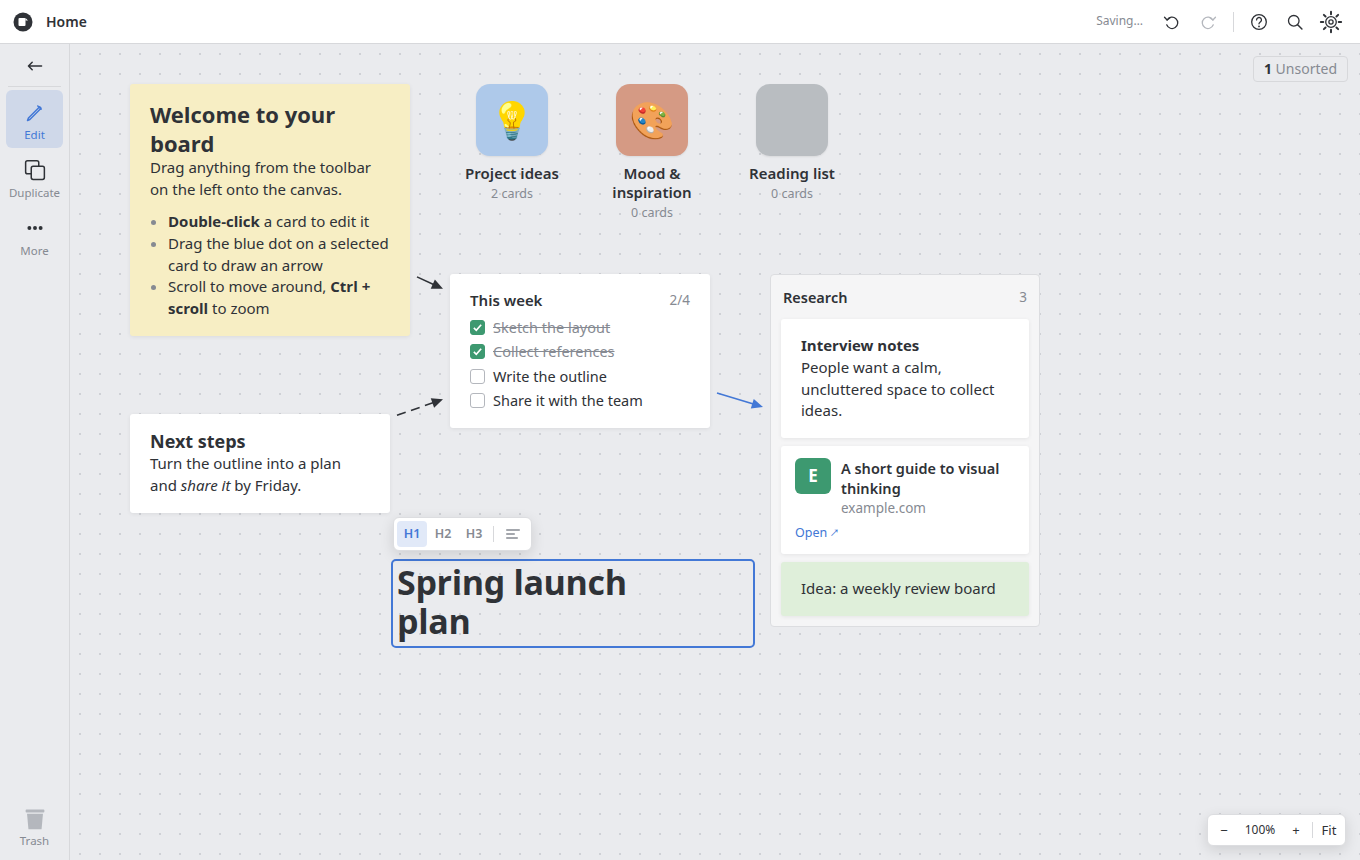 Home
Saving...
1 Unsorted
Edit
Duplicate
More
Trash
Welcome to your
board
Drag anything from the toolbar
on the left onto the canvas.
Double-click a card to edit it
Drag the blue dot on a selected
card to draw an arrow
Scroll to move around, Ctrl +
scroll to zoom
Project ideas
2 cards
Mood &
inspiration
0 cards
Reading list
0 cards
This week
2/4
Sketch the layout
Collect references
Write the outline
Share it with the team
Research
3
Interview notes
People want a calm,
uncluttered space to collect
ideas.
E
A short guide to visual
thinking
example.com
Open ↗
Idea: a weekly review board
Next steps
Turn the outline into a plan
and share it by Friday.
H1 H2 H3
Spring launch
plan
− 100% + Fit